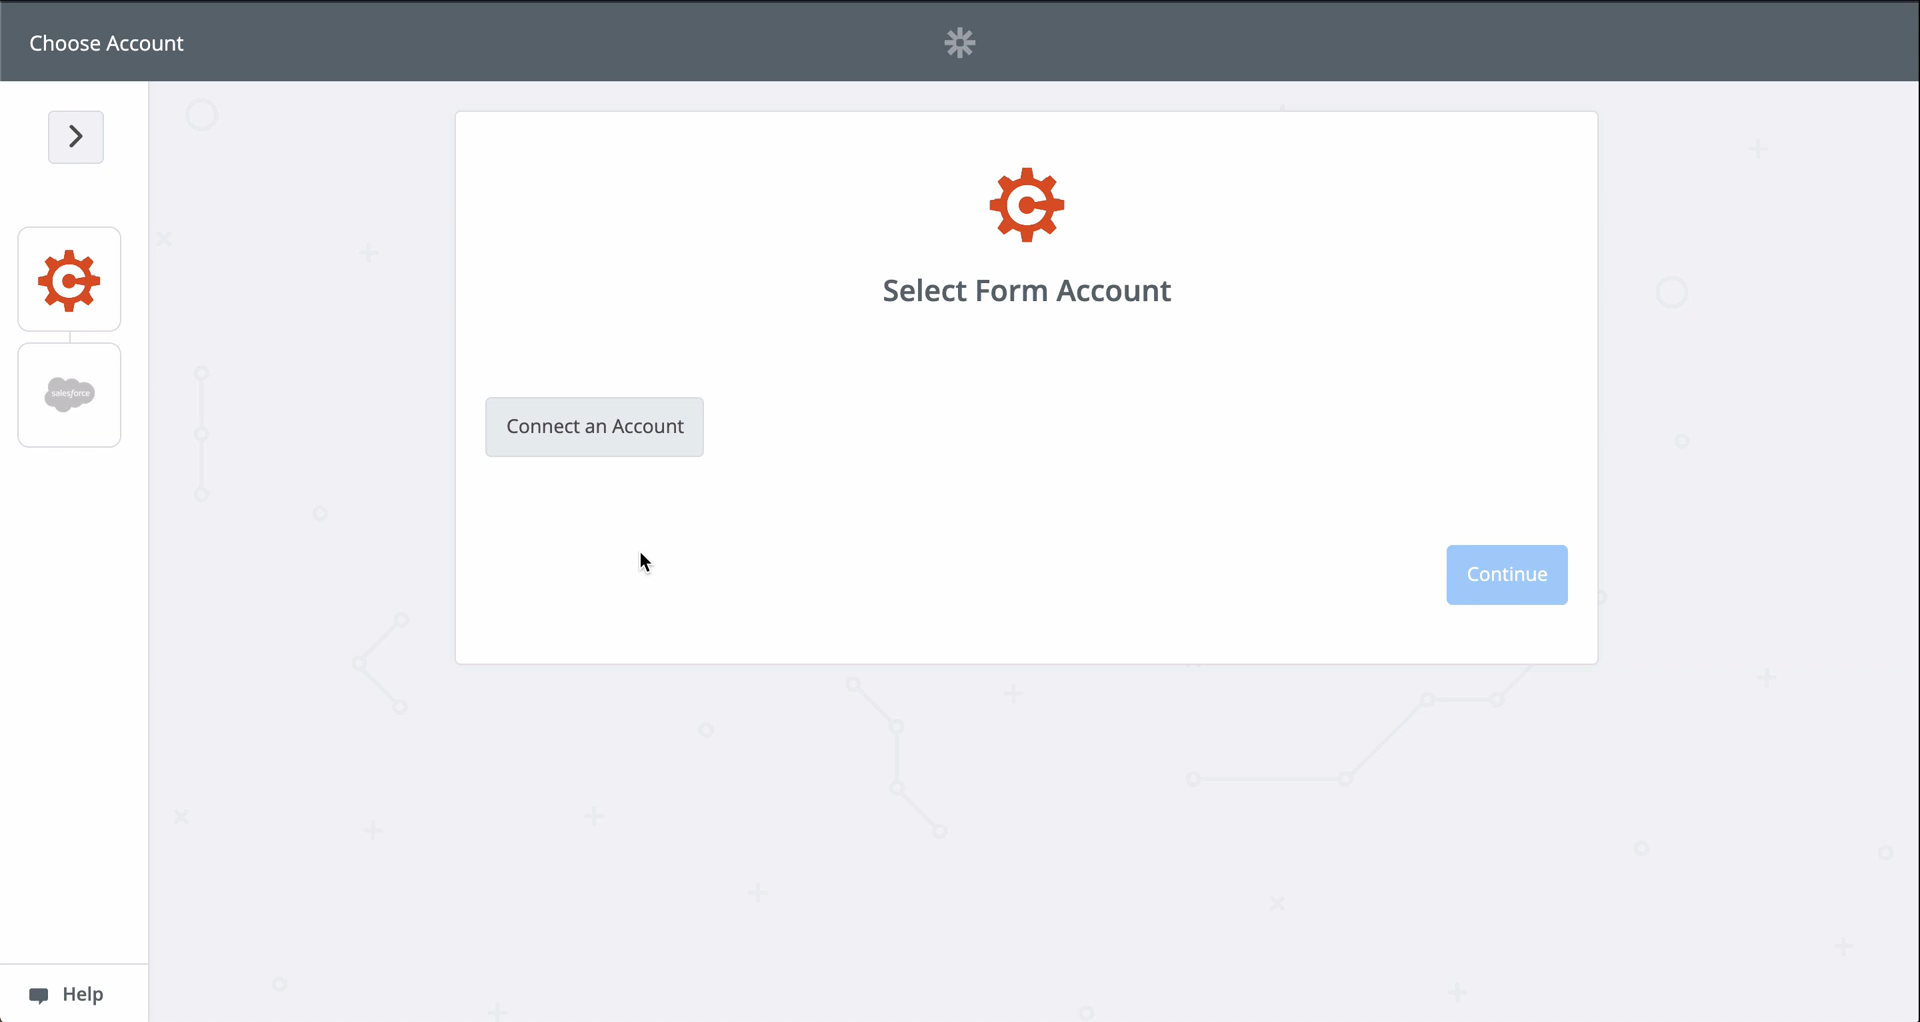 Choose Account
Select Form Account
salesforce
Connect an Account
Continue
Help